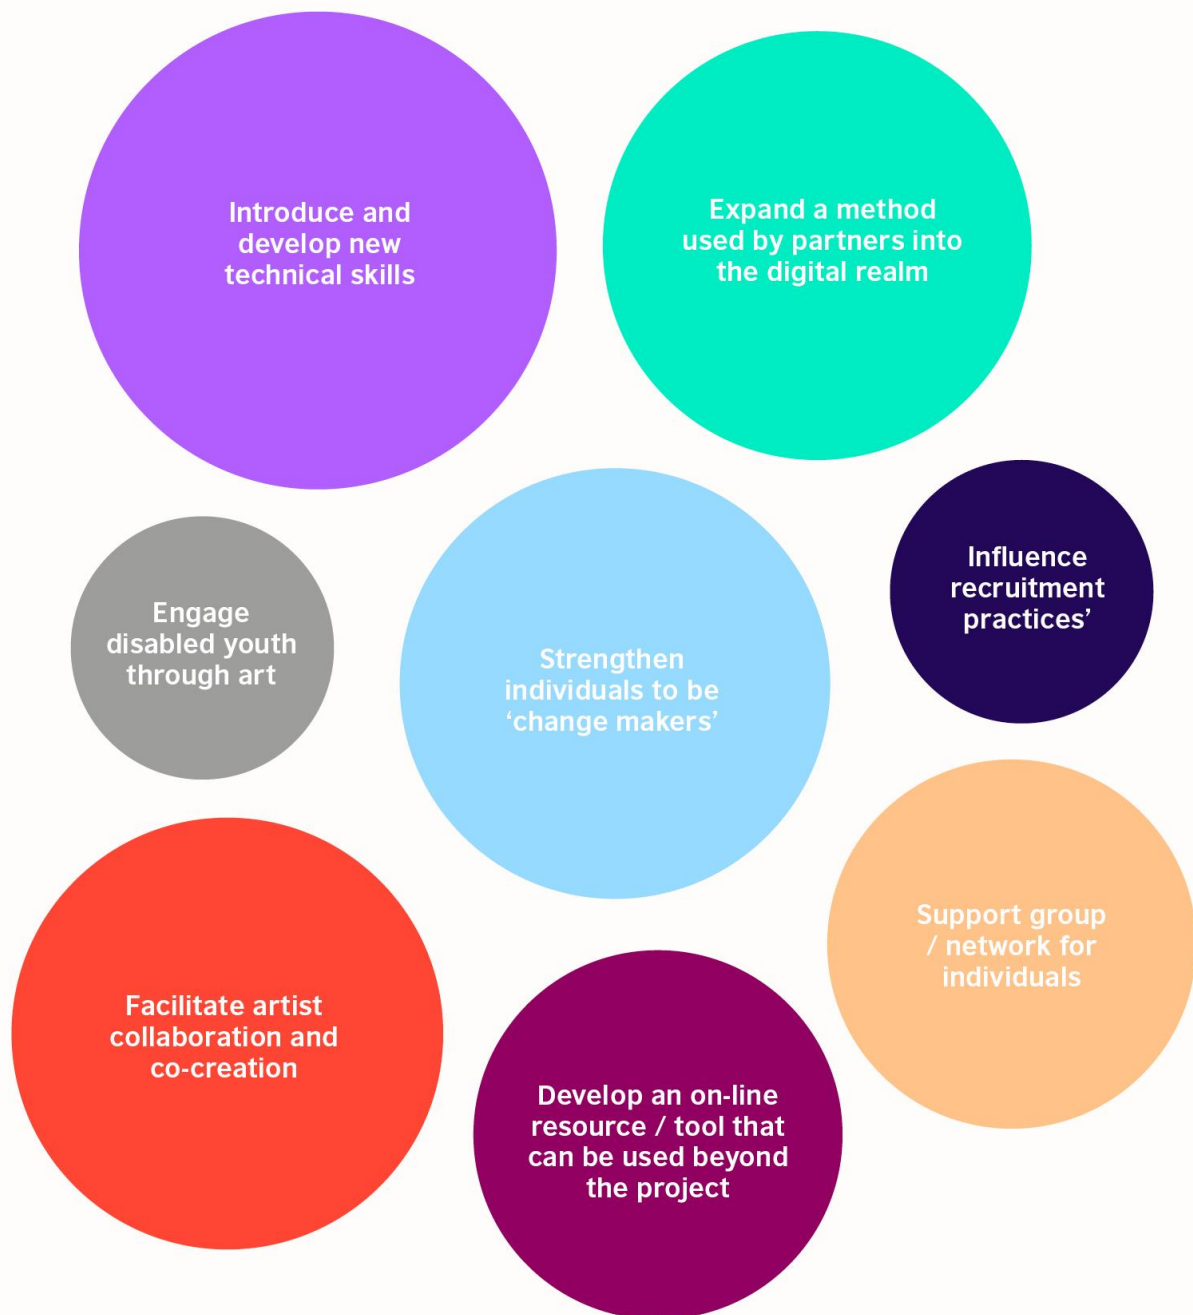 Introduce and
develop new
technical skills
Expand a method
used by partners into
the digital realm
Influence
recruitment
practices’
Engage
disabled youth
through art
Strengthen
individuals to be
‘change makers’
Support group
/ network for
individuals
Facilitate artist
collaboration and
co-creation
Develop an on-line
resource / tool that
can be used beyond
the project